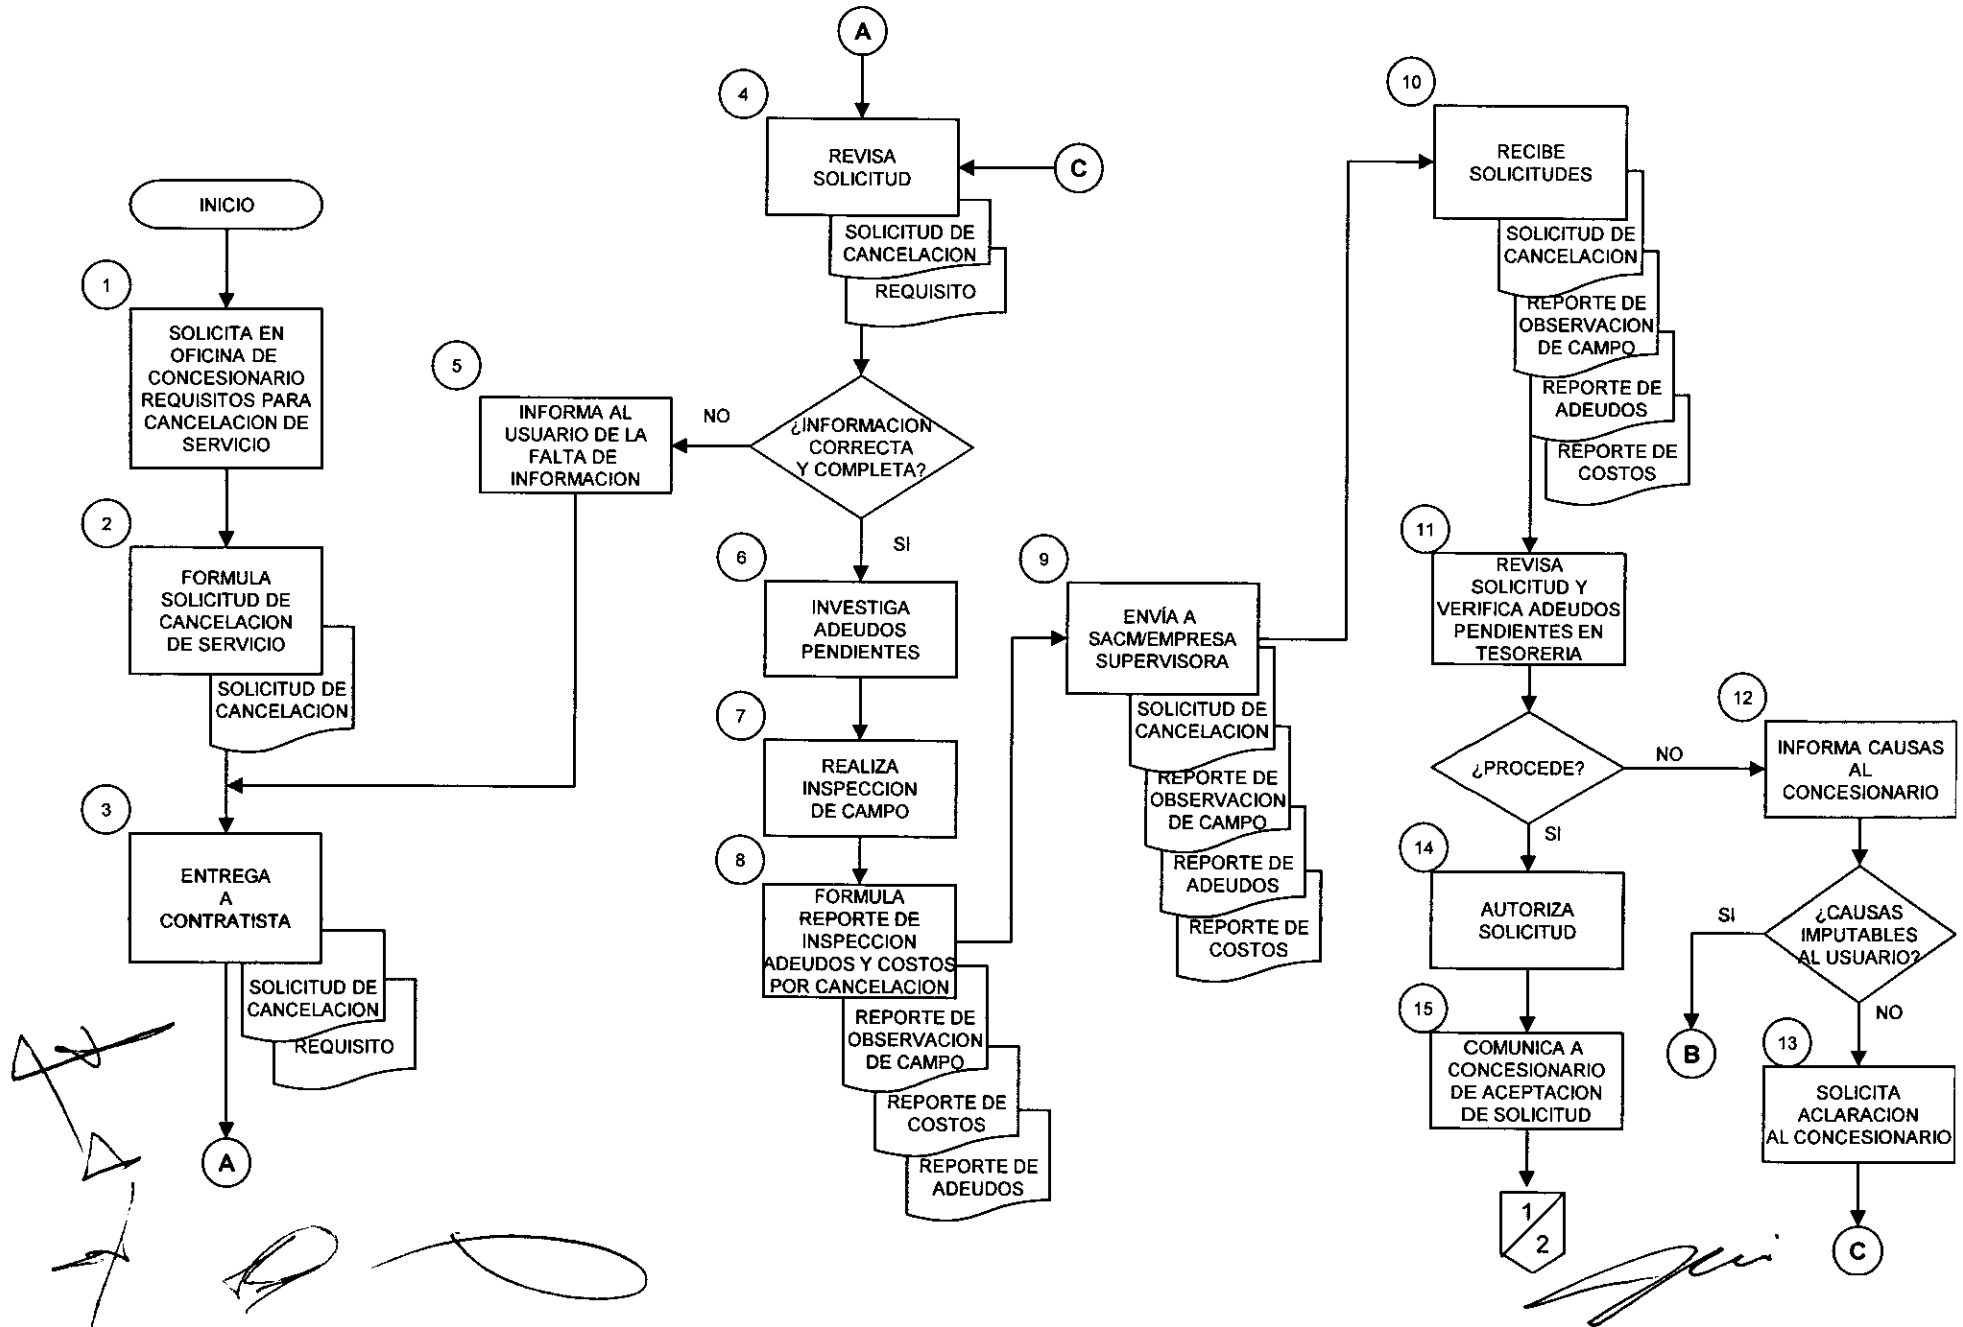 INICIO
1
SOLICITA EN
OFICINA DE
CONCESIONARIO
REQUISITOS PARA
CANCELACION DE
SERVICIO
2
FORMULA
SOLICITUD DE
CANCELACION
DE SERVICIO
SOLICITUD DE
CANCELACION
3
ENTREGA
A
CONTRATISTA
SOLICITUD DE
CANCELACION
REQUISITO
A
A
4
REVISA
SOLICITUD
C
SOLICITUD DE
CANCELACION
REQUISITO
¿INFORMACION
CORRECTA
Y COMPLETA?
NO
5
INFORMA AL
USUARIO DE LA
FALTA DE
INFORMACION
SI
6
INVESTIGA
ADEUDOS
PENDIENTES
7
REALIZA
INSPECCION
DE CAMPO
8
FORMULA
REPORTE DE
INSPECCION
ADEUDOS Y COSTOS
POR CANCELACION
REPORTE DE
OBSERVACION
DE CAMPO
REPORTE DE
COSTOS
REPORTE DE
ADEUDOS
9
ENVÍA A
SACM/EMPRESA
SUPERVISORA
SOLICITUD DE
CANCELACION
REPORTE DE
OBSERVACION
DE CAMPO
REPORTE DE
ADEUDOS
REPORTE DE
COSTOS
10
RECIBE
SOLICITUDES
SOLICITUD DE
CANCELACION
REPORTE DE
OBSERVACION
DE CAMPO
REPORTE DE
ADEUDOS
REPORTE DE
COSTOS
11
REVISA
SOLICITUD Y
VERIFICA ADEUDOS
PENDIENTES EN
TESORERIA
¿PROCEDE?
NO
12
INFORMA CAUSAS
AL
CONCESIONARIO
¿CAUSAS
IMPUTABLES
AL USUARIO?
SI
B
NO
13
SOLICITA
ACLARACION
AL CONCESIONARIO
C
SI
14
AUTORIZA
SOLICITUD
15
COMUNICA A
CONCESIONARIO
DE ACEPTACION
DE SOLICITUD
1
2